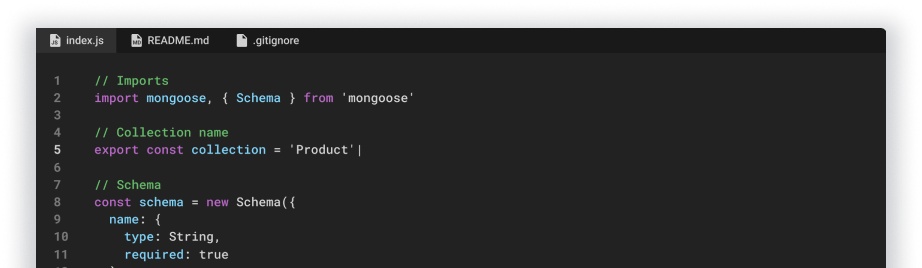 index.js README.md .gitignore
1 // Imports
2 import mongoose, { Schema } from 'mongoose'
3
4 // Collection name
5 export const collection = 'Product'
6
7 // Schema
8 const schema = new Schema({
9 name: {
10 type: String,
11 required: true